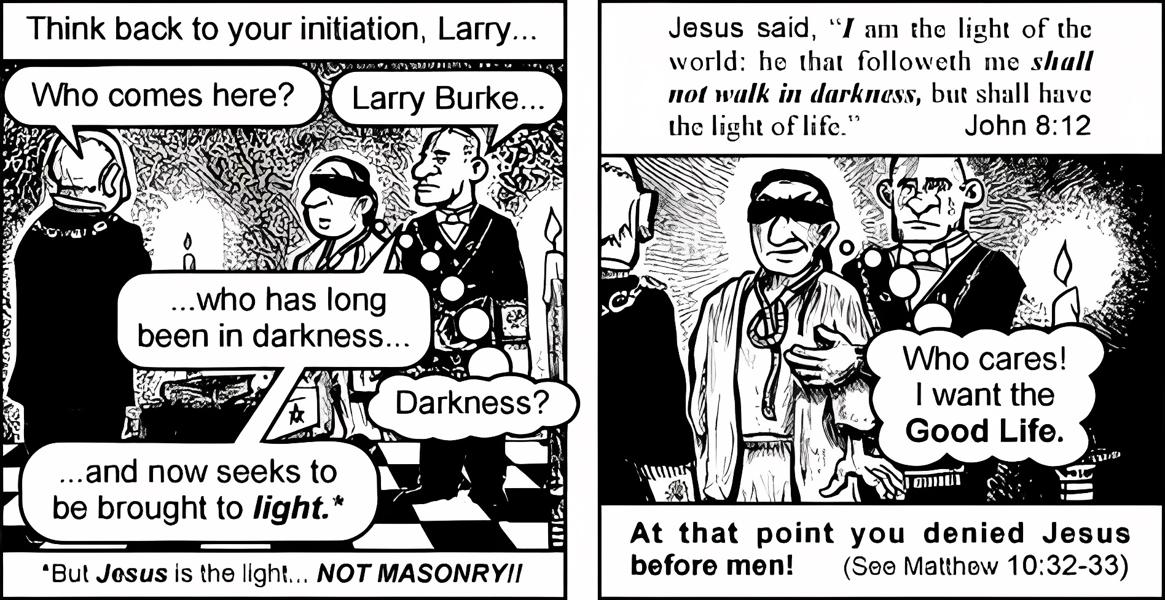 Think back to your initiation, Larry...
Who comes here?
Larry Burke...
...who has long
been in darkness...
Darkness?
...and now seeks to
be brought to light.*
*But Jesus is the light... NOT MASONRY!!
Jesus said, “I am the light of the
world: he that followeth me shall
not walk in darkness, but shall have
the light of life.” John 8:12
Who cares!
I want the
Good Life.
At that point you denied Jesus
before men! (See Matthew 10:32-33)